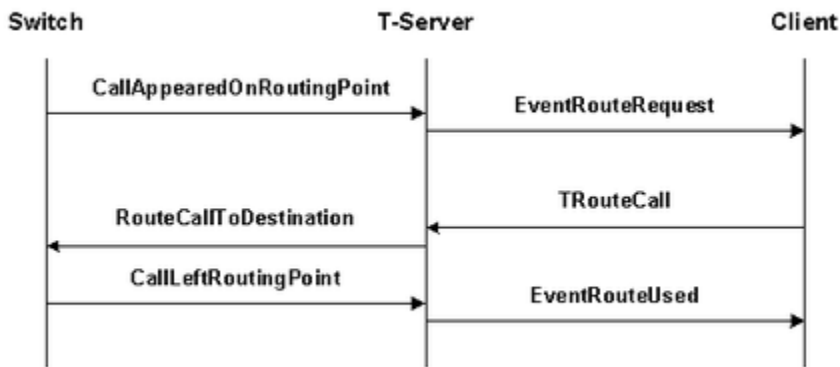 Switch
T-Server
Client
CallAppearedOnRoutingPoint
EventRouteRequest
TRouteCall
RouteCallToDestination
CallLeftRoutingPoint
EventRouteUsed